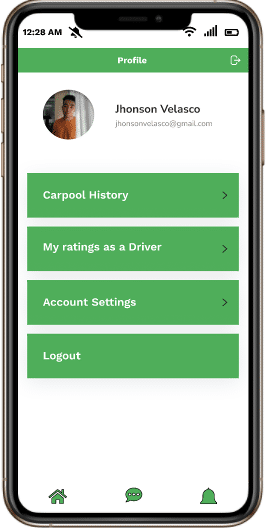 12:28 AM
Profile
Jhonson Velasco
jhonsonvelasco@gmail.com
Carpool History
My ratings as a Driver
Account Settings
Logout